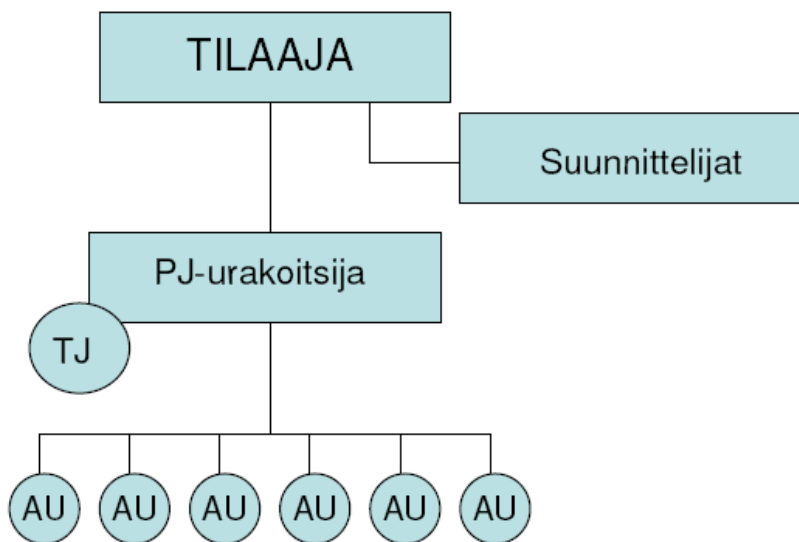 TILAAJA
Suunnittelijat
PJ-urakoitsija
TJ
AU AU AU AU AU AU